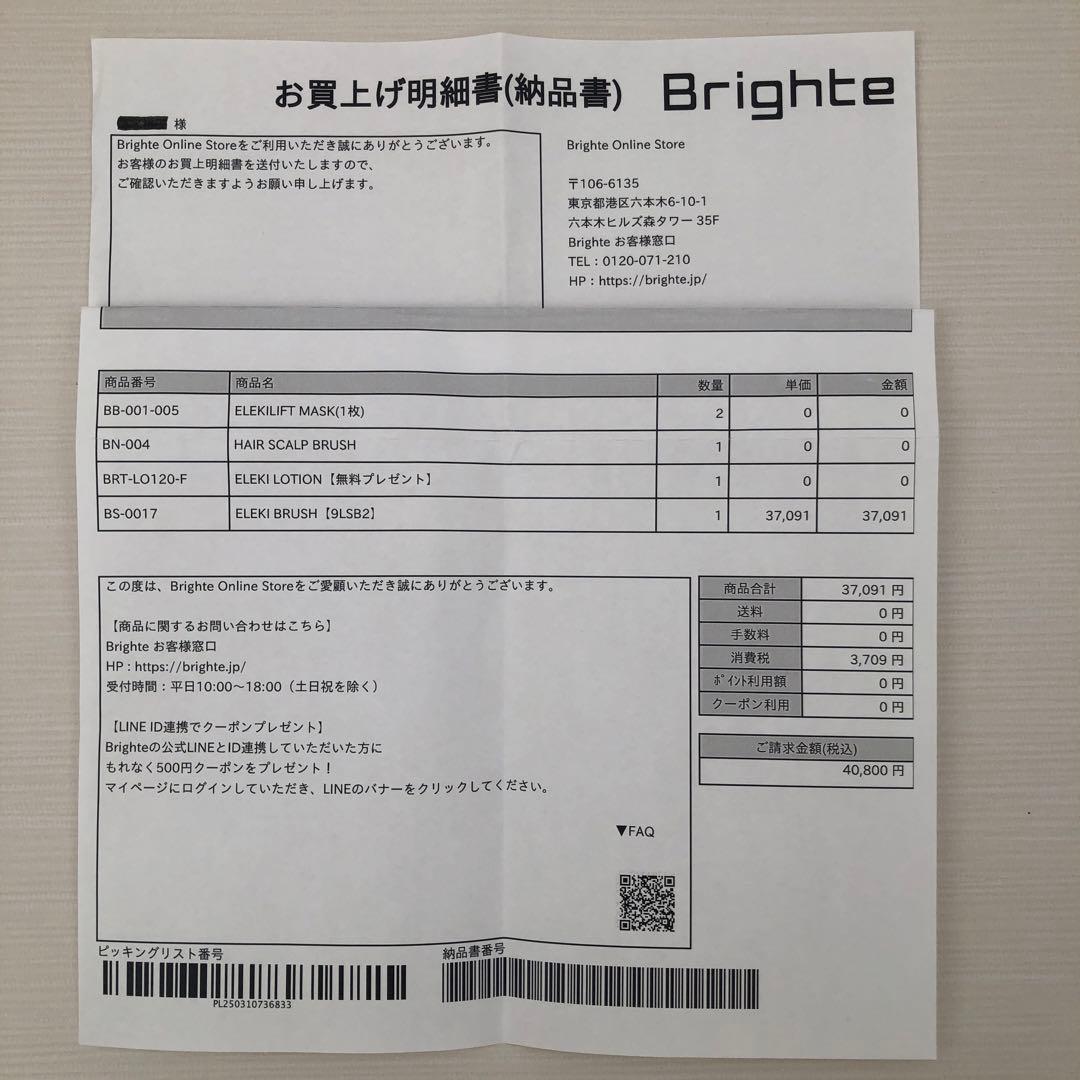 お買上げ明細書(納品書)
Brighte
様
Brighte Online Storeをご利用いただき誠にありがとうございます。
お客様のお買上明細書を送付いたしますので、
ご確認いただきますようお願い申し上げます。
Brighte Online Store
〒106-6135
東京都港区六本木6-10-1
六本木ヒルズ森タワー 35F
Brighte お客様窓口
TEL：0120-071-210
HP：https://brighte.jp/
商品番号 商品名 数量 単価 金額
BB-001-005 ELEKILIFT MASK(1枚) 2 0 0
BN-004 HAIR SCALP BRUSH 1 0 0
BRT-LO120-F ELEKI LOTION【無料プレゼント】 1 0 0
BS-0017 ELEKI BRUSH【9LSB2】 1 37,091 37,091
この度は、Brighte Online Storeをご愛顧いただき誠にありがとうございます。
【商品に関するお問い合わせはこちら】
Brighte お客様窓口
HP：https://brighte.jp/
受付時間：平日10:00～18:00（土日祝を除く）
【LINE ID連携でクーポンプレゼント】
Brighteの公式LINEとID連携していただいた方に
もれなく500円クーポンをプレゼント！
マイページにログインしていただき、LINEのバナーをクリックしてください。
▼FAQ
商品合計 37,091 円
送料 0 円
手数料 0 円
消費税 3,709 円
ﾎﾟｲﾝﾄ利用額 0 円
クーポン利用 0 円
ご請求金額(税込)
40,800 円
ピッキングリスト番号
PL250310736833
納品書番号